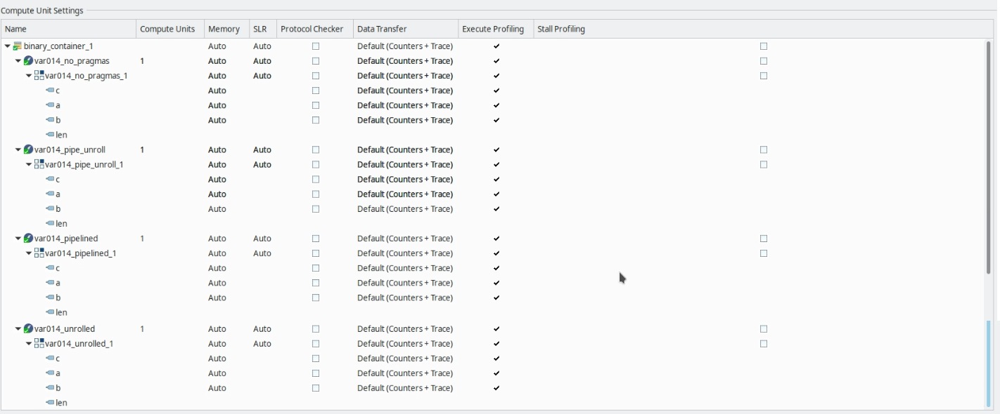 Compute Unit Settings
Name Compute Units Memory SLR Protocol Checker Data Transfer Execute Profiling Stall Profiling
binary_container_1 Auto Auto Default (Counters + Trace)
var014_no_pragmas 1 Auto Auto Default (Counters + Trace)
var014_no_pragmas_1 Auto Auto Default (Counters + Trace)
c Auto Default (Counters + Trace)
a Auto Default (Counters + Trace)
b Auto Default (Counters + Trace)
len
var014_pipe_unroll 1 Auto Auto Default (Counters + Trace)
var014_pipe_unroll_1 Auto Auto Default (Counters + Trace)
c Auto Default (Counters + Trace)
a Auto Default (Counters + Trace)
b Auto Default (Counters + Trace)
len
var014_pipelined 1 Auto Auto Default (Counters + Trace)
var014_pipelined_1 Auto Auto Default (Counters + Trace)
c Auto Default (Counters + Trace)
a Auto Default (Counters + Trace)
b Auto Default (Counters + Trace)
len
var014_unrolled 1 Auto Auto Default (Counters + Trace)
var014_unrolled_1 Auto Auto Default (Counters + Trace)
c Auto Default (Counters + Trace)
a Auto Default (Counters + Trace)
b Auto Default (Counters + Trace)
len